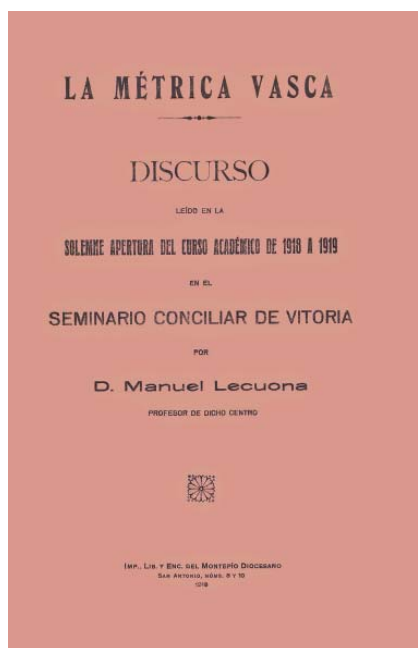 LA MÉTRICA VASCA
DISCURSO
LEÍDO EN LA
SOLEMNE APERTURA DEL CURSO ACADÉMICO DE 1918 A 1919
EN EL
SEMINARIO CONCILIAR DE VITORIA
POR
D. Manuel Lecuona
PROFESOR DE DICHO CENTRO
IMP., LIB. Y ENC. DEL MONTEPÍO DIOCESANO
SAN ANTONIO, NÚMS. 8 Y 10
1918